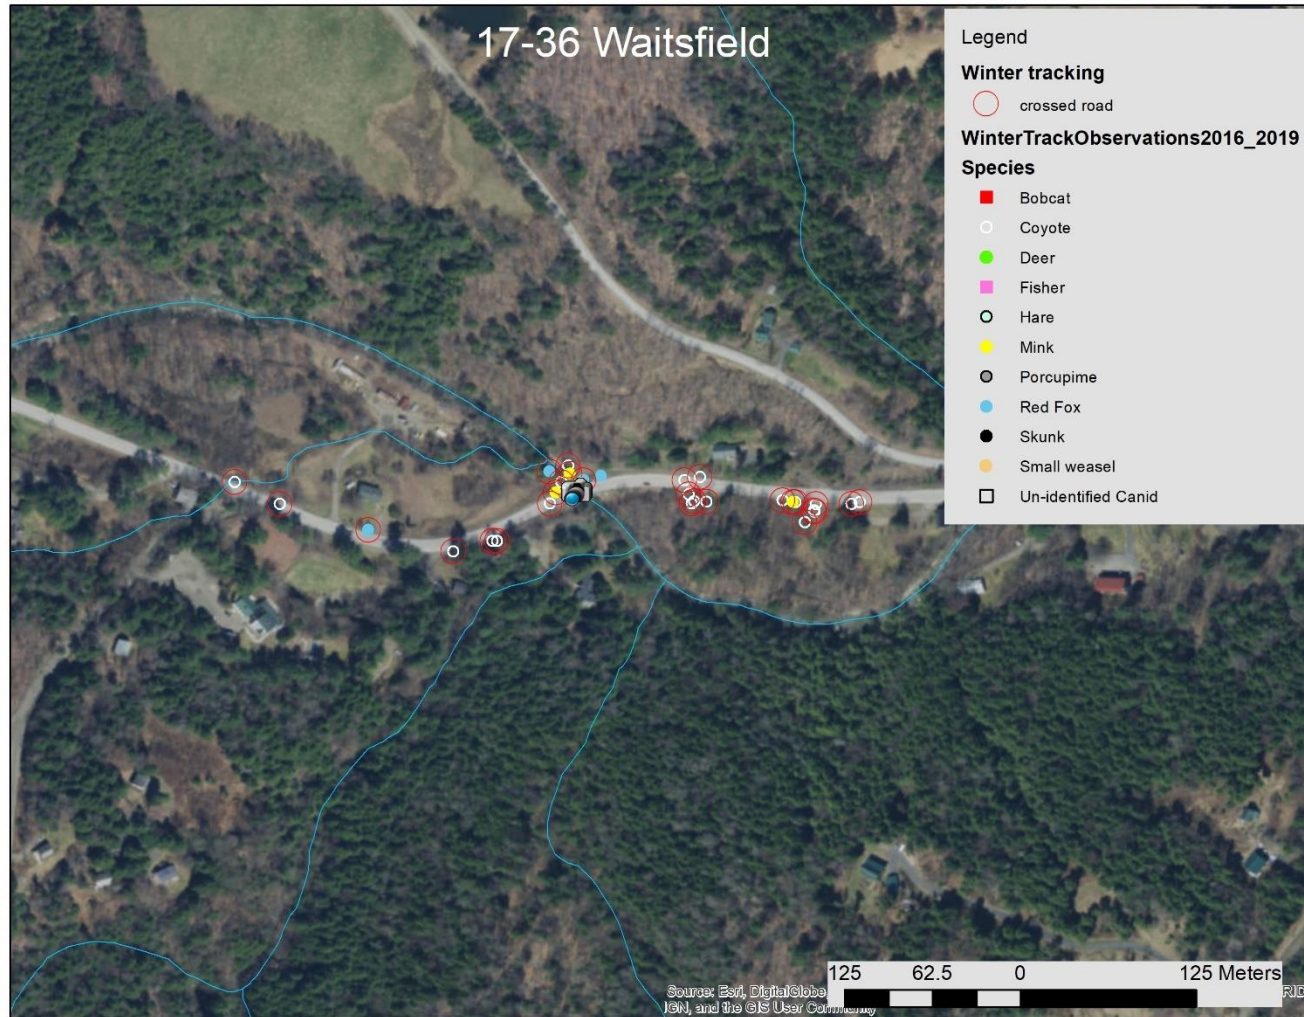 17-36 Waitsfield
Legend
Winter tracking
crossed road
WinterTrackObservations2016_2019
Species
Bobcat
Coyote
Deer
Fisher
Hare
Mink
Porcupime
Red Fox
Skunk
Small weasel
Un-identified Canid
125 62.5 0 125 Meters
Source: Esri, DigitalGlobe,
IGN, and the GIS User Community